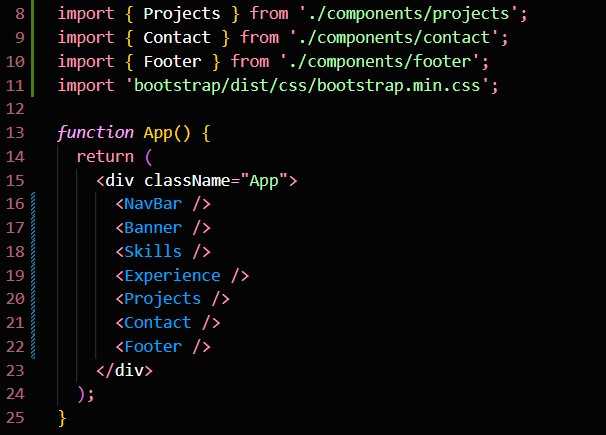 8 import { Projects } from './components/projects';
9 import { Contact } from './components/contact';
10 import { Footer } from './components/footer';
11 import 'bootstrap/dist/css/bootstrap.min.css';
12
13 function App() {
14   return (
15     <div className="App">
16       <NavBar />
17       <Banner />
18       <Skills />
19       <Experience />
20       <Projects />
21       <Contact />
22       <Footer />
23     </div>
24   );
25 }